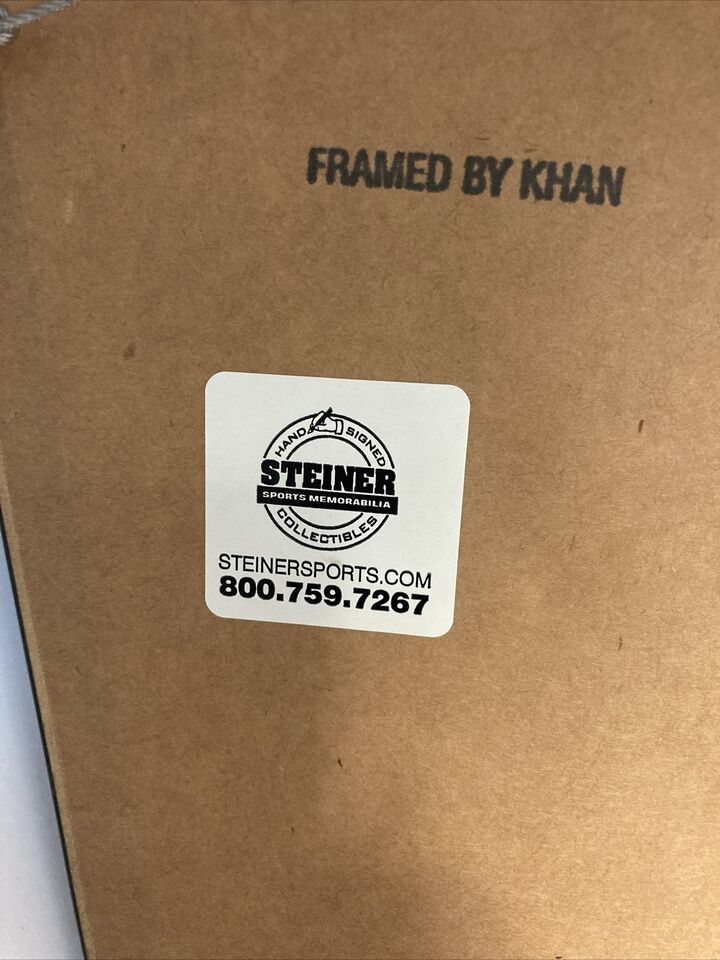 FRAMED BY KHAN
HAND SIGNED
STEINER
SPORTS MEMORABILIA
COLLECTIBLES
STEINERSPORTS.COM
800.759.7267